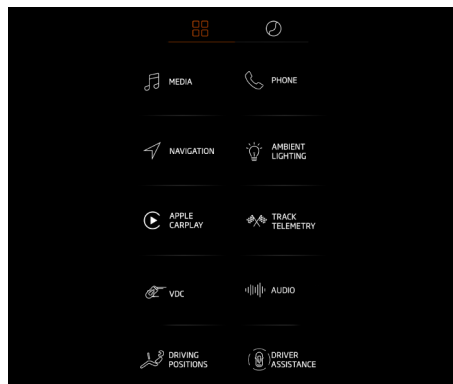 MEDIA
PHONE
NAVIGATION
AMBIENT
LIGHTING
APPLE
CARPLAY
TRACK
TELEMETRY
VDC
AUDIO
DRIVING
POSITIONS
DRIVER
ASSISTANCE